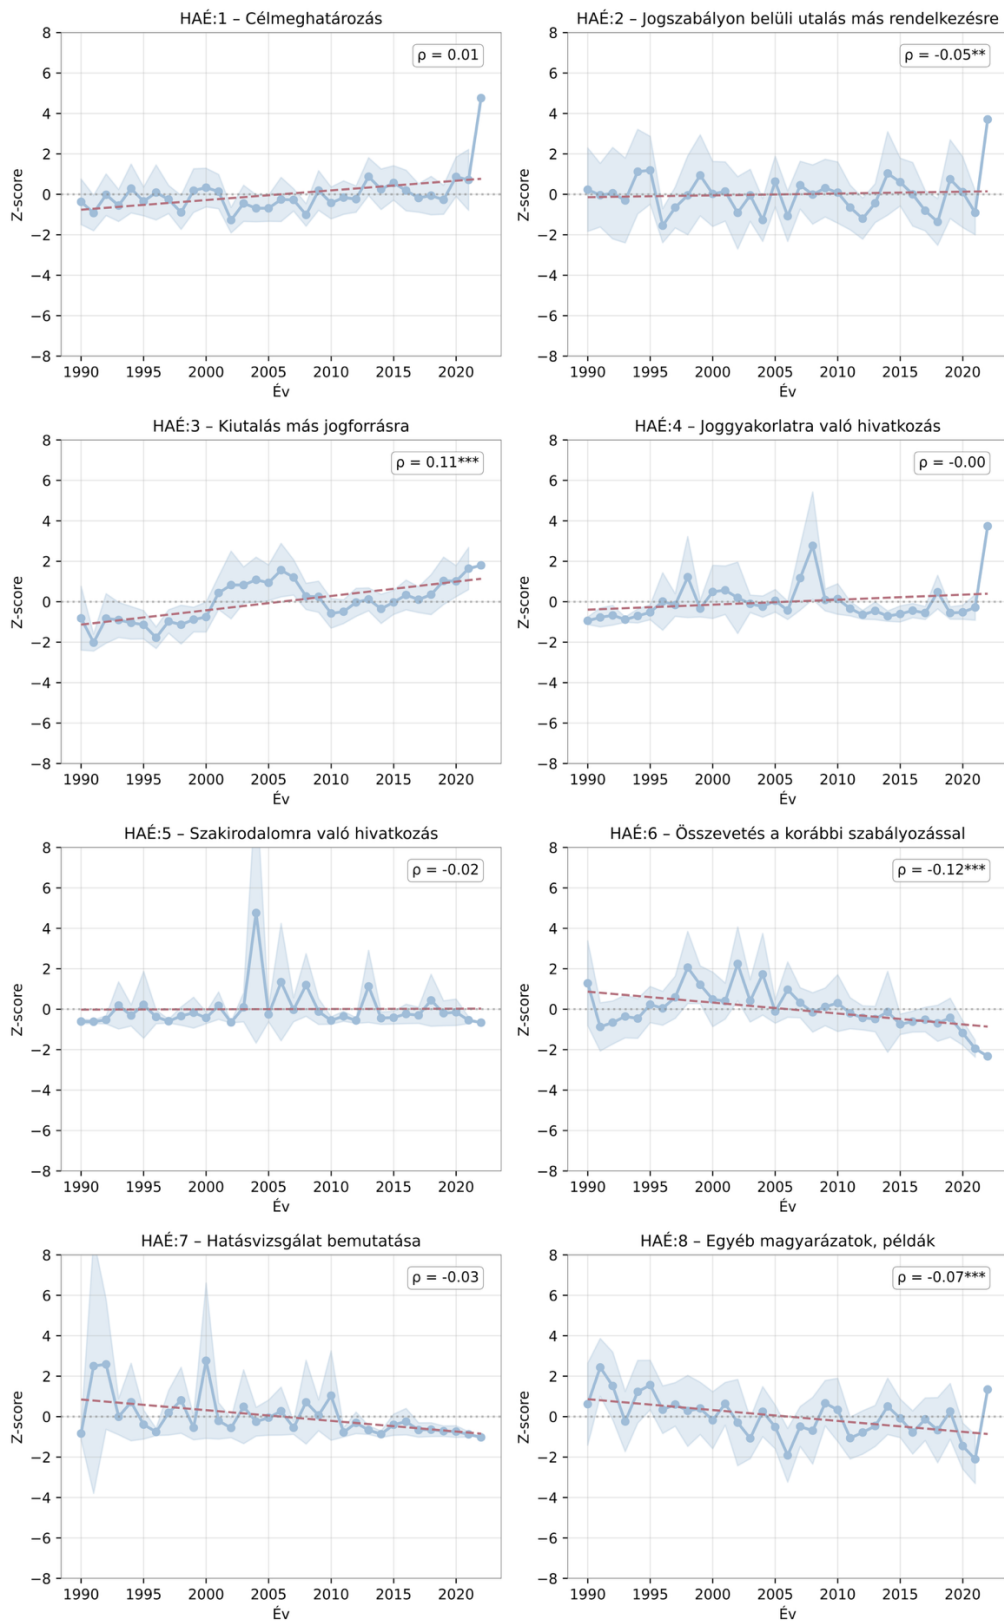 HAÉ:1 – Célmeghatározás
ρ = 0.01
Z-score
8
6
4
2
0
−2
−4
−6
−8
1990 1995 2000 2005 2010 2015 2020
Év
HAÉ:2 – Jogszabályon belüli utalás más rendelkezésre
ρ = -0.05**
Z-score
8
6
4
2
0
−2
−4
−6
−8
1990 1995 2000 2005 2010 2015 2020
Év
HAÉ:3 – Kiutalás más jogforrásra
ρ = 0.11***
Z-score
8
6
4
2
0
−2
−4
−6
−8
1990 1995 2000 2005 2010 2015 2020
Év
HAÉ:4 – Joggyakorlatra való hivatkozás
ρ = -0.00
Z-score
8
6
4
2
0
−2
−4
−6
−8
1990 1995 2000 2005 2010 2015 2020
Év
HAÉ:5 – Szakirodalomra való hivatkozás
ρ = -0.02
Z-score
8
6
4
2
0
−2
−4
−6
−8
1990 1995 2000 2005 2010 2015 2020
Év
HAÉ:6 – Összevetés a korábbi szabályozással
ρ = -0.12***
Z-score
8
6
4
2
0
−2
−4
−6
−8
1990 1995 2000 2005 2010 2015 2020
Év
HAÉ:7 – Hatásvizsgálat bemutatása
ρ = -0.03
Z-score
8
6
4
2
0
−2
−4
−6
−8
1990 1995 2000 2005 2010 2015 2020
Év
HAÉ:8 – Egyéb magyarázatok, példák
ρ = -0.07***
Z-score
8
6
4
2
0
−2
−4
−6
−8
1990 1995 2000 2005 2010 2015 2020
Év